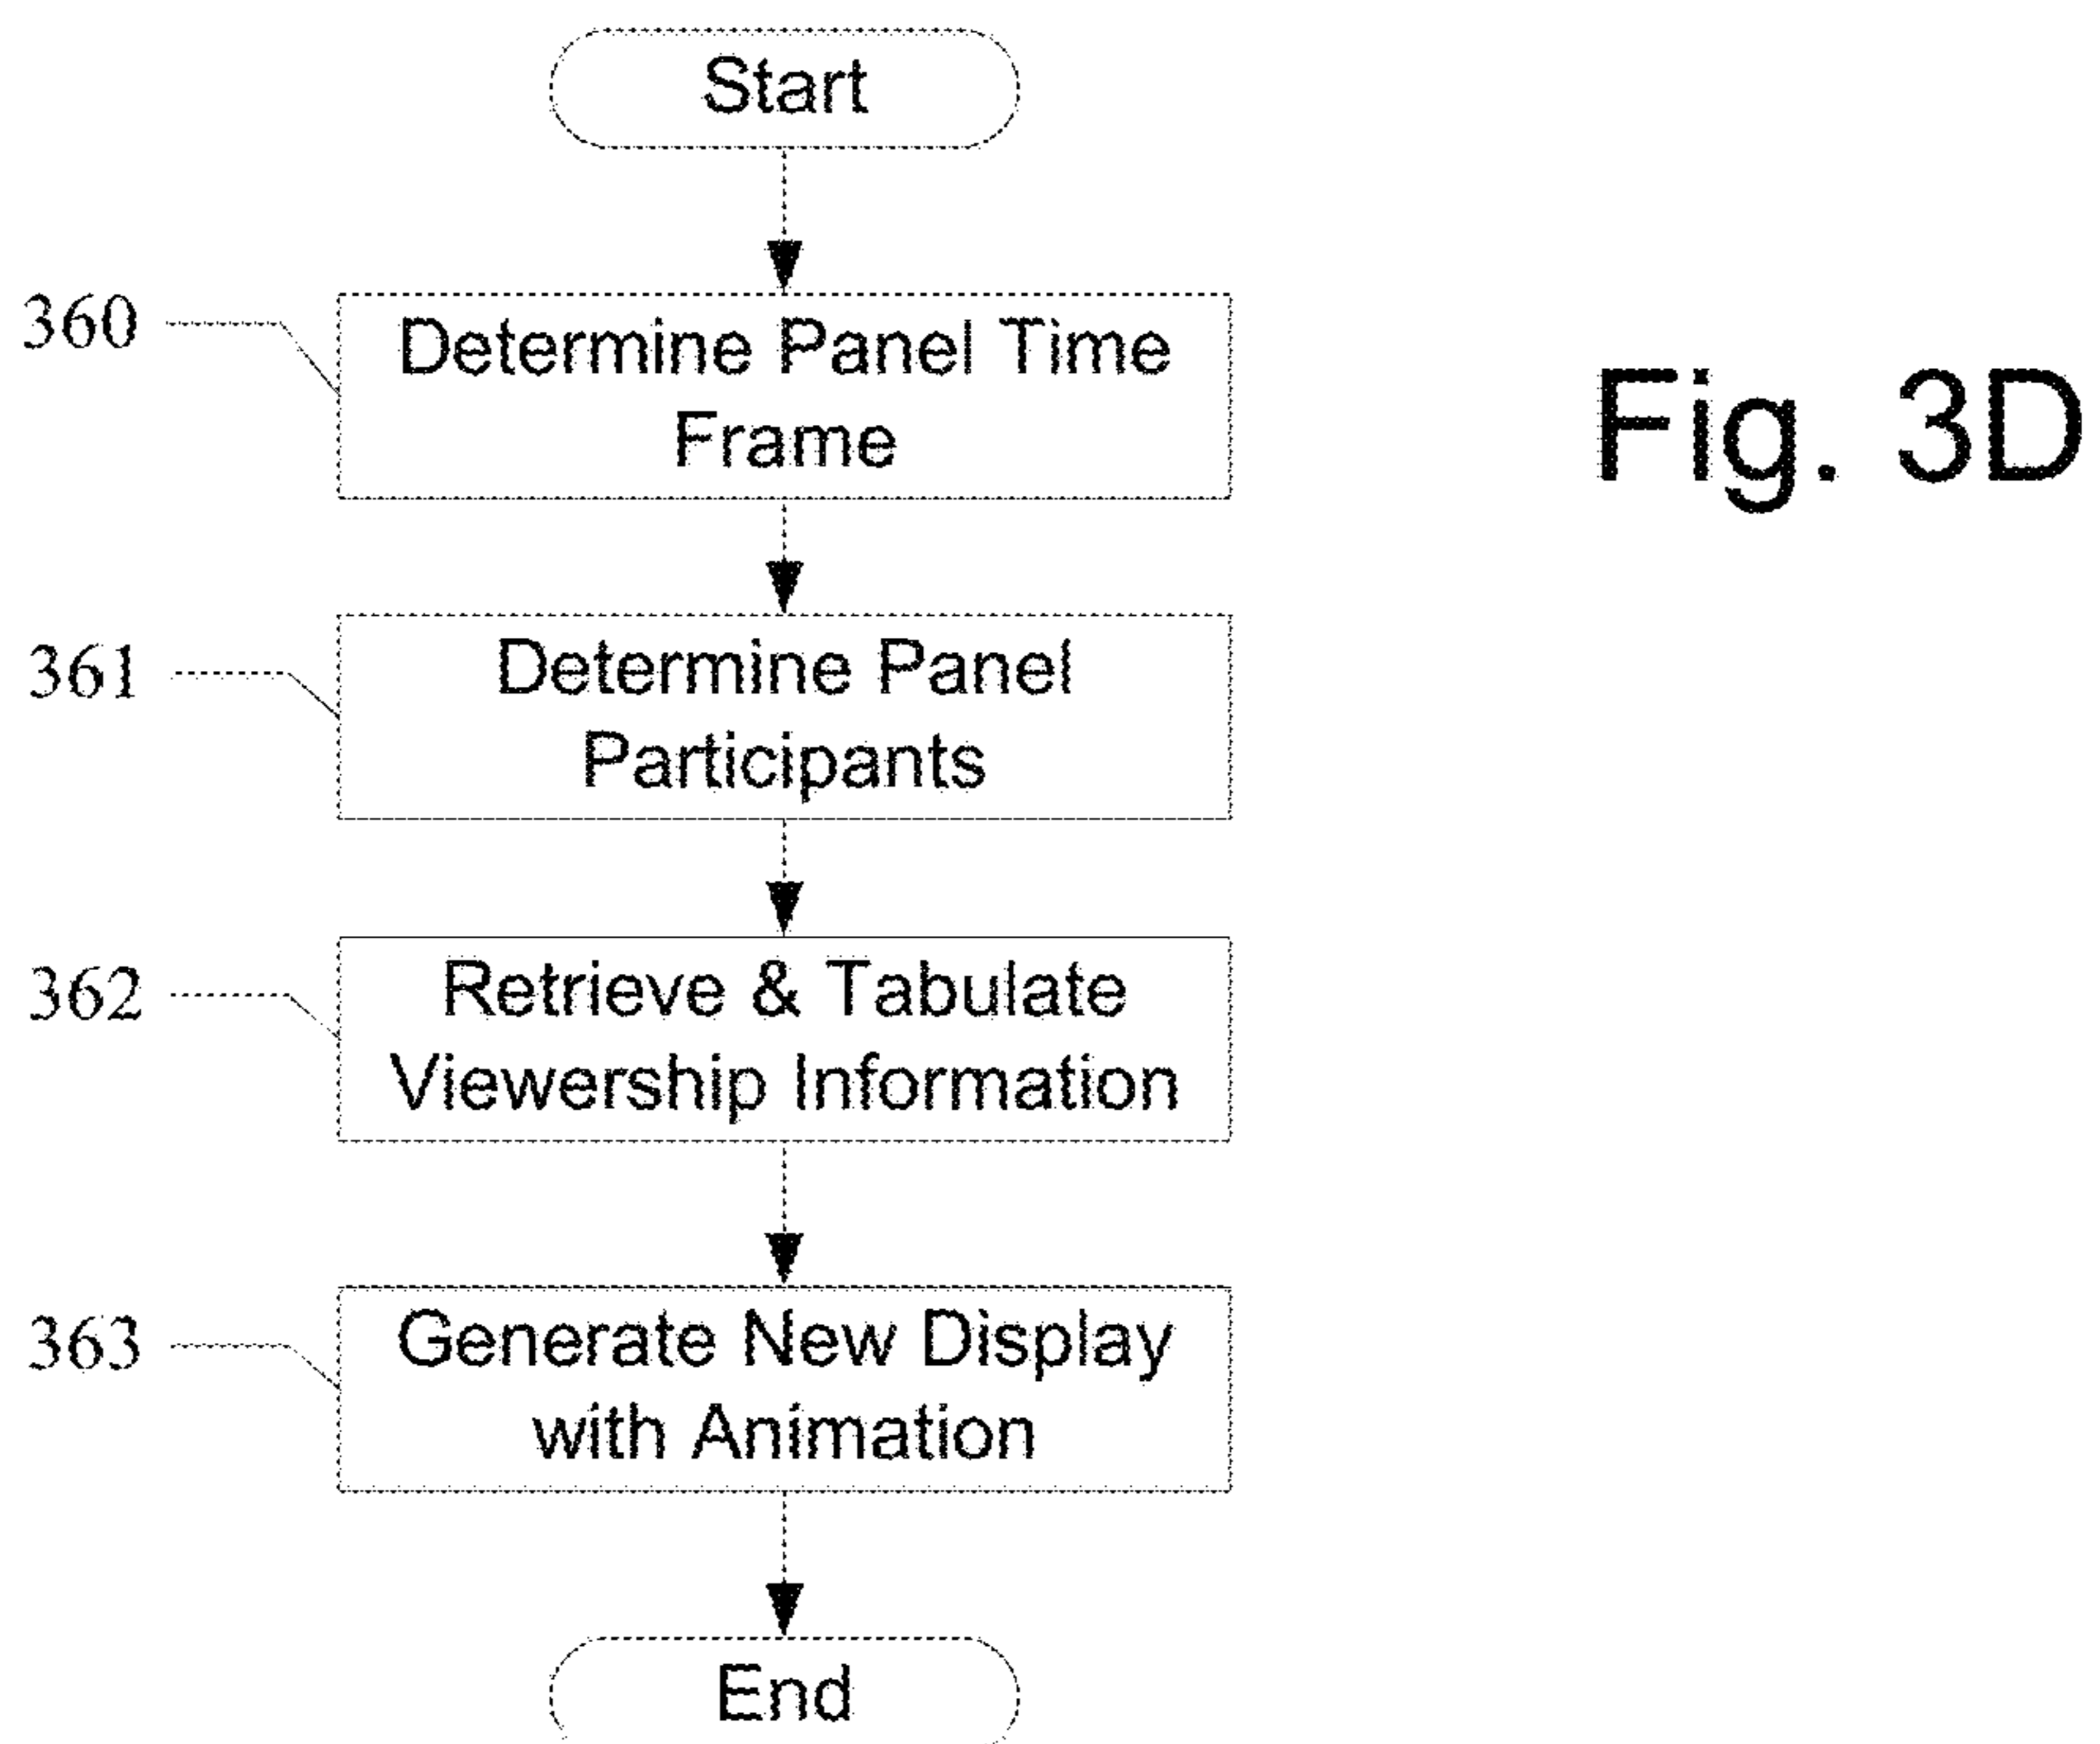 Start
360
Determine Panel Time
Frame
Fig. 3D
361
Determine Panel
Participants
362
Retrieve & Tabulate
Viewership Information
363
Generate New Display
with Animation
End